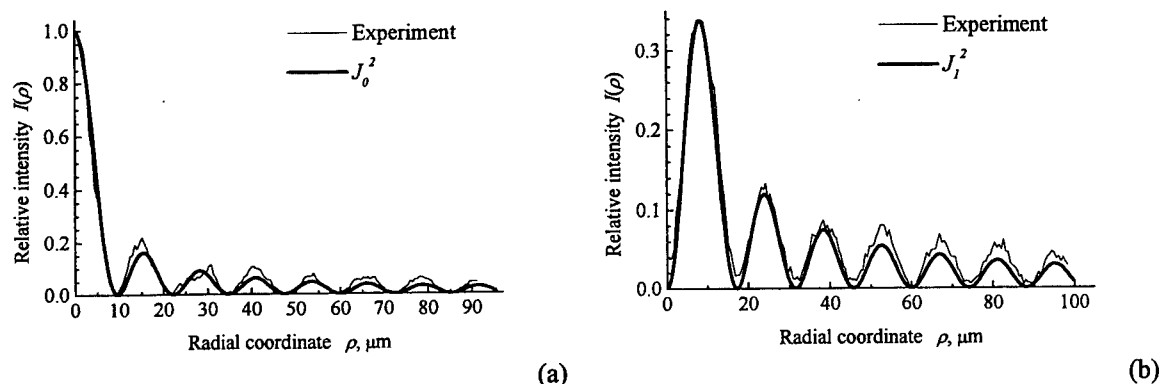 Relative intensity I(ρ)
1.0
0.8
0.6
0.4
0.2
0.0
Experiment
J₀²
0 10 20 30 40 50 60 70 80 90
Radial coordinate ρ, μm
(a)
Relative intensity I(ρ)
0.3
0.2
0.1
0.0
Experiment
J₁²
0 20 40 60 80 100
Radial coordinate ρ, μm
(b)